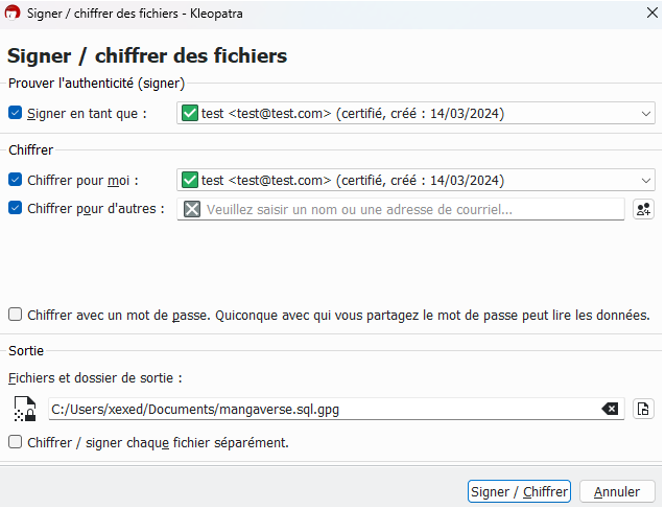 Signer / chiffrer des fichiers - Kleopatra
Signer / chiffrer des fichiers
Prouver l'authenticité (signer)
Signer en tant que :
test <test@test.com> (certifié, créé : 14/03/2024)
Chiffrer
Chiffrer pour moi :
test <test@test.com> (certifié, créé : 14/03/2024)
Chiffrer pour d'autres :
Veuillez saisir un nom ou une adresse de courriel...
Chiffrer avec un mot de passe. Quiconque avec qui vous partagez le mot de passe peut lire les données.
Sortie
Fichiers et dossier de sortie :
C:/Users/xexed/Documents/mangaverse.sql.gpg
Chiffrer / signer chaque fichier séparément.
Signer / Chiffrer
Annuler